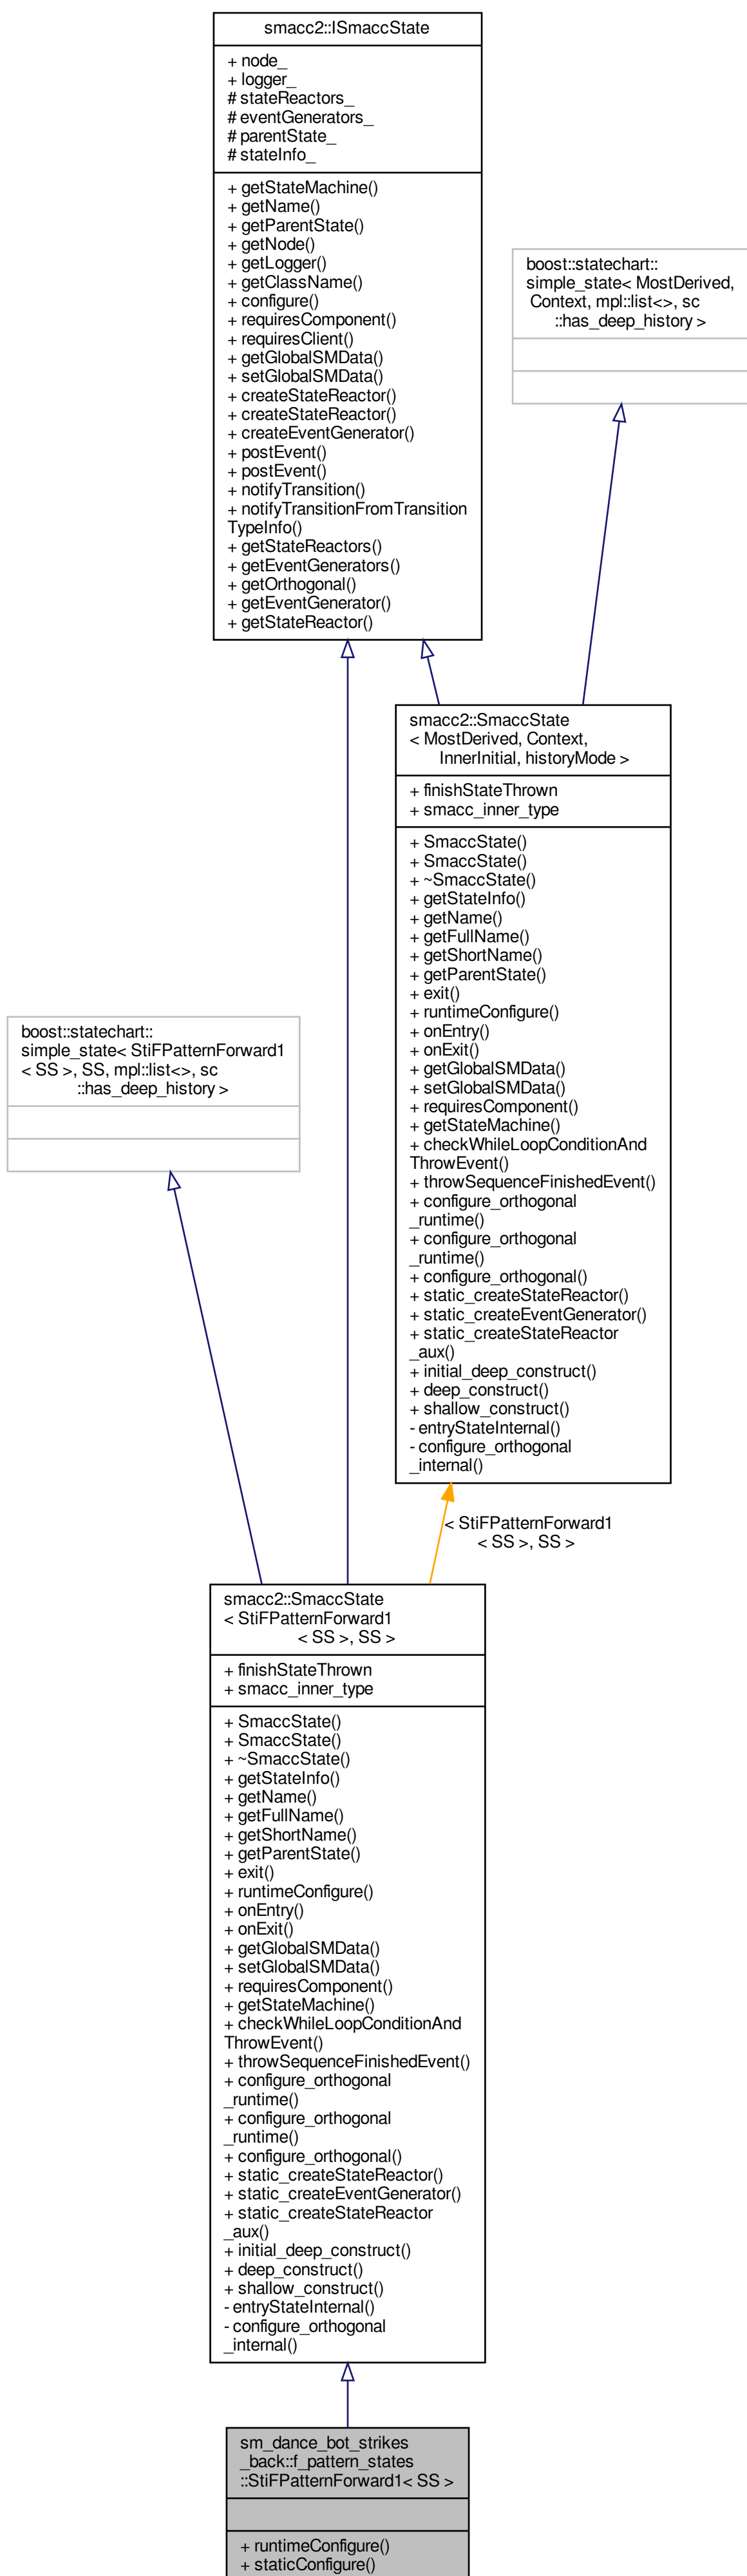 smacc2::ISmaccState
+ node_
+ logger_
# stateReactors_
# eventGenerators_
# parentState_
# stateInfo_
+ getStateMachine()
+ getName()
+ getParentState()
+ getNode()
+ getLogger()
+ getClassName()
+ configure()
+ requiresComponent()
+ requiresClient()
+ getGlobalSMData()
+ setGlobalSMData()
+ createStateReactor()
+ createStateReactor()
+ createEventGenerator()
+ postEvent()
+ postEvent()
+ notifyTransition()
+ notifyTransitionFromTransition
TypeInfo()
+ getStateReactors()
+ getEventGenerators()
+ getOrthogonal()
+ getEventGenerator()
+ getStateReactor()
boost::statechart::
simple_state< MostDerived,
Context, mpl::list<>, sc
::has_deep_history >
smacc2::SmaccState
< MostDerived, Context,
InnerInitial, historyMode >
+ finishStateThrown
+ smacc_inner_type
+ SmaccState()
+ SmaccState()
+ ~SmaccState()
+ getStateInfo()
+ getName()
+ getFullName()
+ getShortName()
+ getParentState()
+ exit()
+ runtimeConfigure()
+ onEntry()
+ onExit()
+ getGlobalSMData()
+ setGlobalSMData()
+ requiresComponent()
+ getStateMachine()
+ checkWhileLoopConditionAnd
ThrowEvent()
+ throwSequenceFinishedEvent()
+ configure_orthogonal
_runtime()
+ configure_orthogonal
_runtime()
+ configure_orthogonal()
+ static_createStateReactor()
+ static_createEventGenerator()
+ static_createStateReactor
_aux()
+ initial_deep_construct()
+ deep_construct()
+ shallow_construct()
- entryStateInternal()
- configure_orthogonal
_internal()
boost::statechart::
simple_state< StiFPatternForward1
< SS >, SS, mpl::list<>, sc
::has_deep_history >
< StiFPatternForward1
< SS >, SS >
smacc2::SmaccState
< StiFPatternForward1
< SS >, SS >
+ finishStateThrown
+ smacc_inner_type
+ SmaccState()
+ SmaccState()
+ ~SmaccState()
+ getStateInfo()
+ getName()
+ getFullName()
+ getShortName()
+ getParentState()
+ exit()
+ runtimeConfigure()
+ onEntry()
+ onExit()
+ getGlobalSMData()
+ setGlobalSMData()
+ requiresComponent()
+ getStateMachine()
+ checkWhileLoopConditionAnd
ThrowEvent()
+ throwSequenceFinishedEvent()
+ configure_orthogonal
_runtime()
+ configure_orthogonal
_runtime()
+ configure_orthogonal()
+ static_createStateReactor()
+ static_createEventGenerator()
+ static_createStateReactor
_aux()
+ initial_deep_construct()
+ deep_construct()
+ shallow_construct()
- entryStateInternal()
- configure_orthogonal
_internal()
sm_dance_bot_strikes
_back::f_pattern_states
::StiFPatternForward1< SS >
+ runtimeConfigure()
+ staticConfigure()